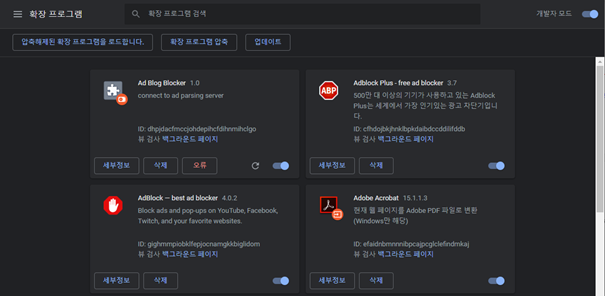 확장 프로그램
확장 프로그램 검색
개발자 모드
압축해제된 확장 프로그램을 로드합니다.
확장 프로그램 압축
업데이트
Ad Blog Blocker 1.0
connect to ad parsing server
ID: dhpjdacfmccjohdepihcfdihnmihclgo
뷰 검사 백그라운드 페이지
세부정보
삭제
오류
ABP
Adblock Plus - free ad blocker 3.7
500만 대 이상의 기기가 사용하고 있는 Adblock
Plus는 세계에서 가장 인기있는 광고 차단기입니
다.
ID: cfhdojbkjhnklbpkdaibdccddilifddb
뷰 검사 백그라운드 페이지
세부정보
삭제
AdBlock — best ad blocker 4.0.2
Block ads and pop-ups on YouTube, Facebook,
Twitch, and your favorite websites.
ID: gighmmpiobklfepjocnamgkkbiglidom
뷰 검사 백그라운드 페이지
세부정보
삭제
Adobe Acrobat 15.1.1.3
현재 웹 페이지를 Adobe PDF 파일로 변환
(Windows만 해당)
ID: efaidnbmnnnibpcajpcglclefindmkaj
뷰 검사 백그라운드 페이지
세부정보
삭제